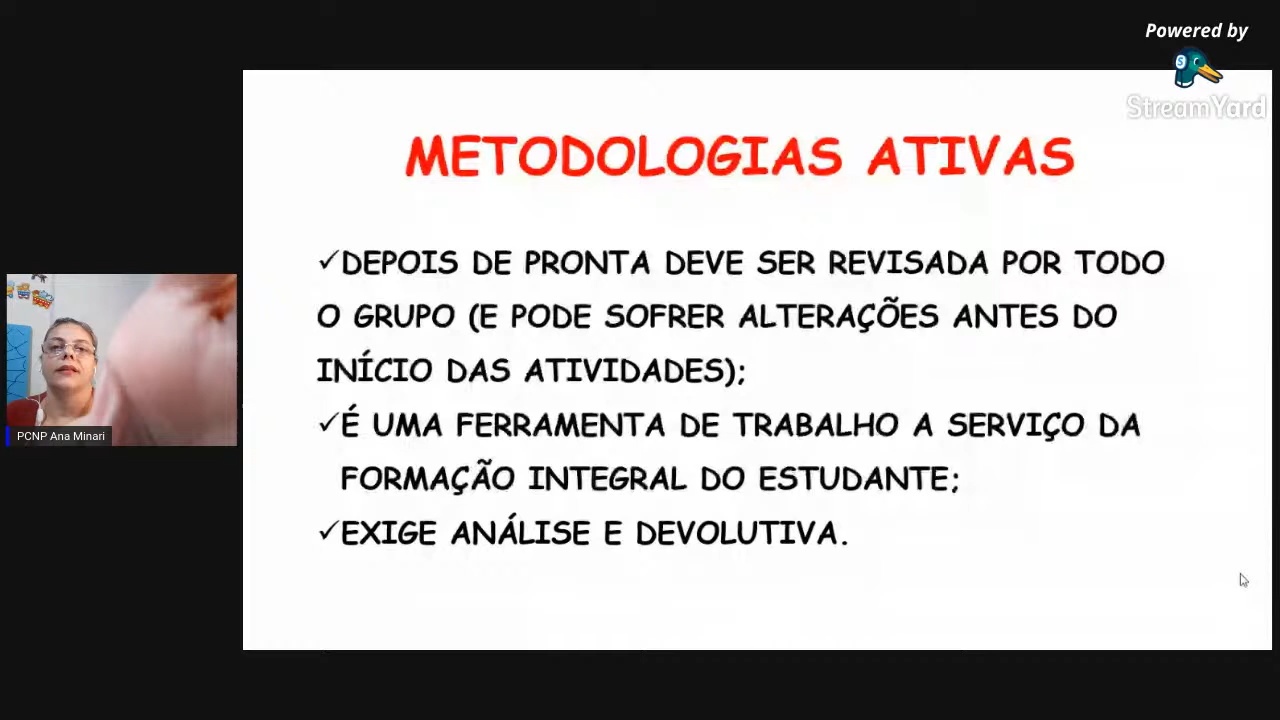 Powered by
StreamYard
METODOLOGIAS ATIVAS
✓DEPOIS DE PRONTA DEVE SER REVISADA POR TODO
O GRUPO (E PODE SOFRER ALTERAÇÕES ANTES DO
INÍCIO DAS ATIVIDADES);
✓É UMA FERRAMENTA DE TRABALHO A SERVIÇO DA
FORMAÇÃO INTEGRAL DO ESTUDANTE;
✓EXIGE ANÁLISE E DEVOLUTIVA.
PCNP Ana Minari